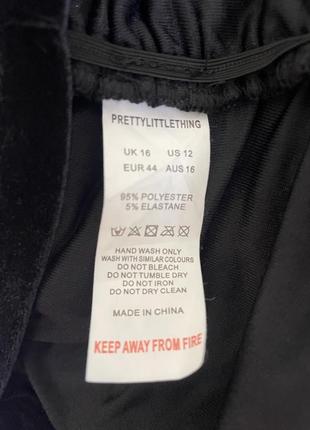 PRETTYLITTLETHING
UK 16 US 12
EUR 44 AUS 16
95% POLYESTER
5% ELASTANE
HAND WASH ONLY
WASH WITH SIMILAR COLOURS
DO NOT BLEACH
DO NOT TUMBLE DRY
DO NOT IRON
DO NOT DRY CLEAN
MADE IN CHINA
KEEP AWAY FROM FIRE